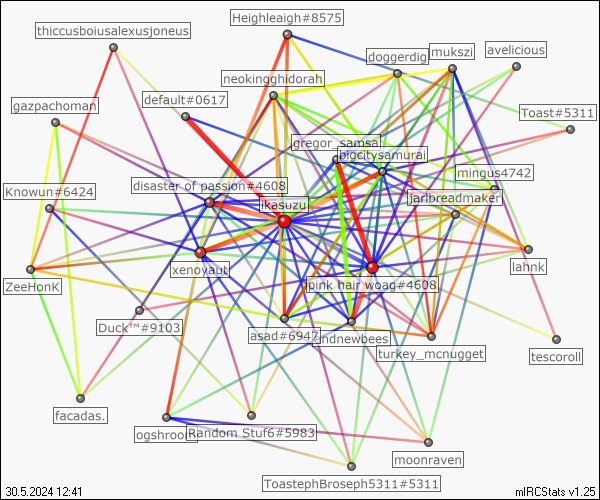 Heighleaigh#8575
thiccusboiusalexusjoneus
doggerdig
mukszi
avelicious
neokingghidorah
default#0617
gazpachoman
Toast#5311
gregor_samsa!
bigcitysamurai
mingus4742
disaster of passion#4608
Knowun#6424
ikasuzu
jarlbreadmaker
xenoyaut
lahnk
ZeeHonK
pink hair woag#4608
Duck™#9103
asad#6947
indnewbees
turkey_mcnugget
tescoroll
facadas.
ogshroom
Random Stuf6#5983
moonraven
ToastephBroseph5311#5311
30.5.2024 12:41
mIRCStats v1.25